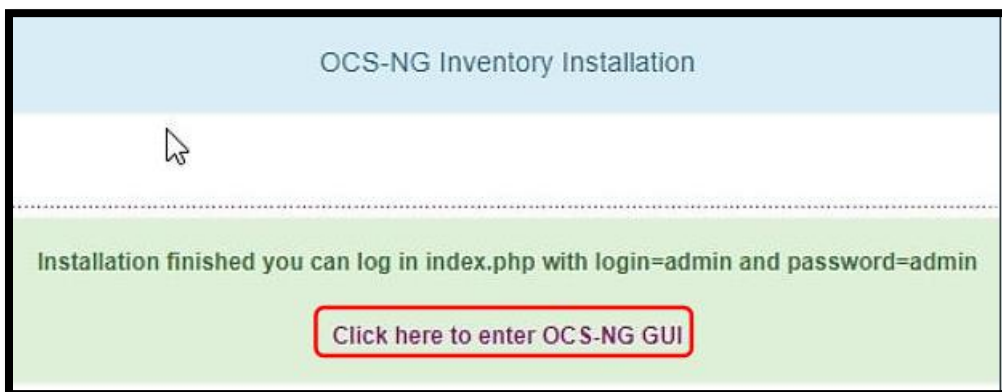 OCS-NG Inventory Installation
Installation finished you can log in index.php with login=admin and password=admin
Click here to enter OCS-NG GUI